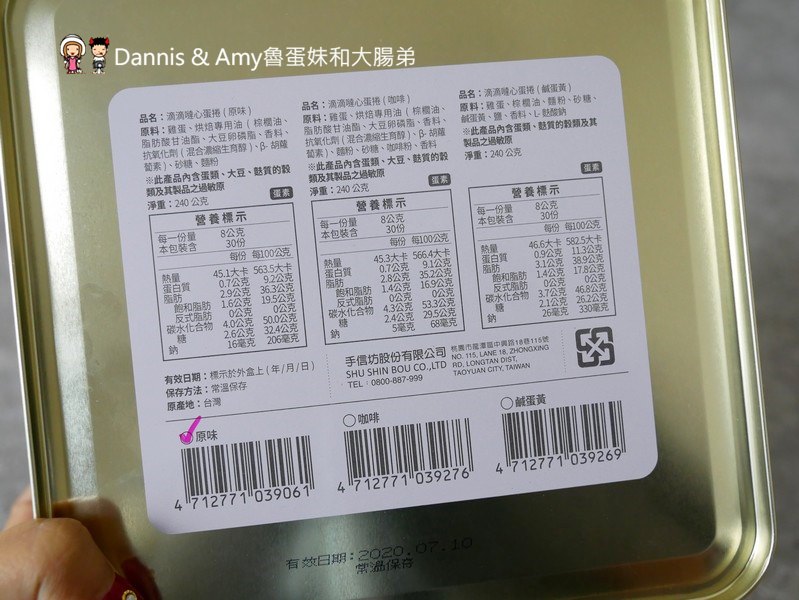 Dannis & Amy魯蛋妹和大腸弟
品名：滴滴噠心蛋捲（原味）
原料：雞蛋、烘焙專用油（棕櫚油、
脂肪酸甘油酯、大豆卵磷脂、香料、
抗氧化劑（混合濃縮生育醇）、β-胡蘿
蔔素）、砂糖、麵粉
※此產品內含蛋類、大豆、麩質的穀
類及其製品之過敏原
淨重：240 公克
蛋素
營養標示
每一份量 8公克
本包裝含 30份
每份 每100公克
熱量 45.1大卡 563.5大卡
蛋白質 0.7公克 9.2公克
脂肪 2.9公克 36.3公克
飽和脂肪 1.6公克 19.5公克
反式脂肪 0公克 0公克
碳水化合物 4.0公克 50.0公克
糖 2.6公克 32.4公克
鈉 16毫克 206毫克
品名：滴滴噠心蛋捲（咖啡）
原料：雞蛋、烘焙專用油（棕櫚油、
脂肪酸甘油酯、大豆卵磷脂、香料、
抗氧化劑（混合濃縮生育醇）、β-胡蘿
蔔素）、麵粉、砂糖、咖啡粉、香料
※此產品內含蛋類、大豆、麩質的穀
類及其製品之過敏原
淨重：240 公克
蛋素
營養標示
每一份量 8公克
本包裝含 30份
每份 每100公克
熱量 45.3大卡 566.4大卡
蛋白質 0.7公克 9.1公克
脂肪 2.8公克 35.2公克
飽和脂肪 1.4公克 16.9公克
反式脂肪 0公克 0公克
碳水化合物 4.3公克 53.3公克
糖 2.4公克 29.5公克
鈉 5毫克 68毫克
品名：滴滴噠心蛋捲（鹹蛋黃）
原料：雞蛋、棕櫚油、麵粉、砂糖、
鹹蛋黃、鹽、香料、L-麩酸鈉
※此產品內含蛋類、麩質的穀類及其
製品之過敏原
淨重：240 公克
蛋素
營養標示
每一份量 8公克
本包裝含 30份
每份 每100公克
熱量 46.6大卡 582.5大卡
蛋白質 0.9公克 11.3公克
脂肪 3.1公克 38.9公克
飽和脂肪 1.4公克 17.8公克
反式脂肪 0公克 0公克
碳水化合物 3.7公克 46.8公克
糖 2.1公克 26.2公克
鈉 26毫克 330毫克
有效日期：標示於外盒上（年/月/日）
保存方法：常溫保存
原產地：台灣
手信坊股份有限公司
SHU SHIN BOU CO.,LTD
TEL：0800-887-999
桃園市龍潭區中興路18巷115號
NO. 115, LANE 18, ZHONGXING
RD, LONGTAN DIST,
TAOYUAN CITY, TAIWAN
原味
4 712771 039061
咖啡
4 712771 039276
鹹蛋黃
4 712771 039269
有效日期:2020.07.10
常溫保存